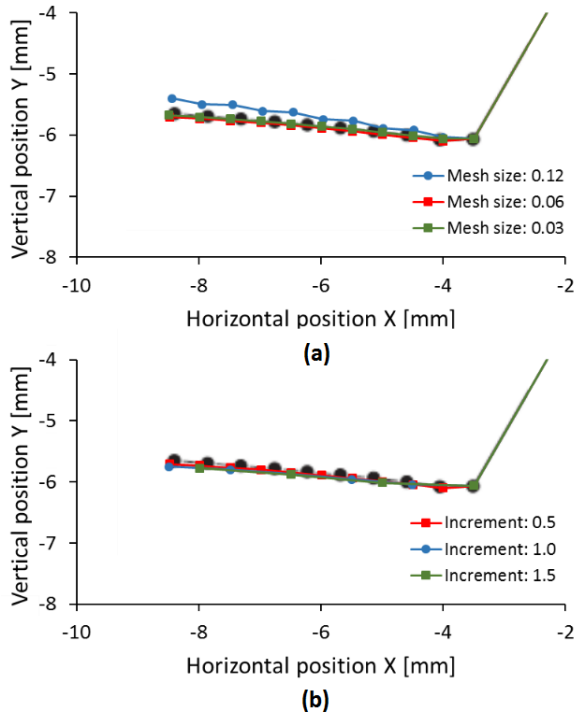 -4
-5
-6
-7
-8
-10
-8
-6
-4
-2
Vertical position Y [mm]
Mesh size: 0.12
Mesh size: 0.06
Mesh size: 0.03
Horizontal position X [mm]
(a)
-4
-5
-6
-7
-8
-10
-8
-6
-4
-2
Vertical position Y [mm]
Increment: 0.5
Increment: 1.0
Increment: 1.5
Horizontal position X [mm]
(b)